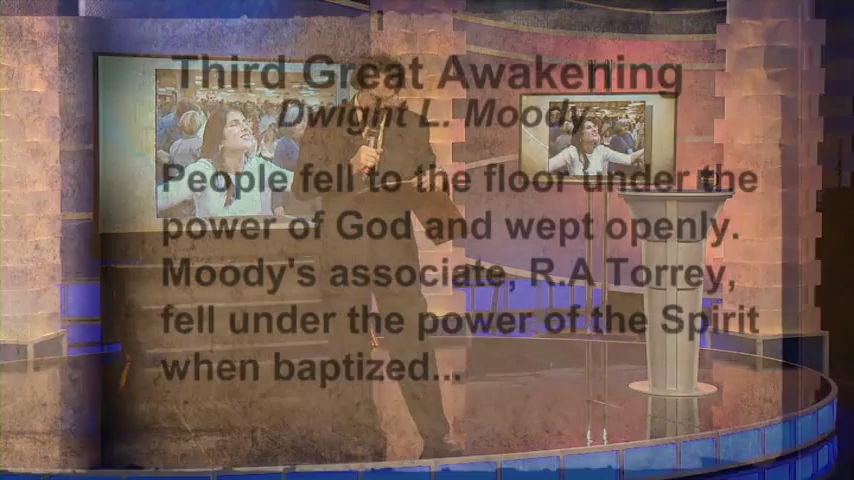 Third Great Awakening
Dwight L. Moody
People fell to the floor under the
power of God and wept openly.
Moody's associate, R.A Torrey,
fell under the power of the Spirit
when baptized...